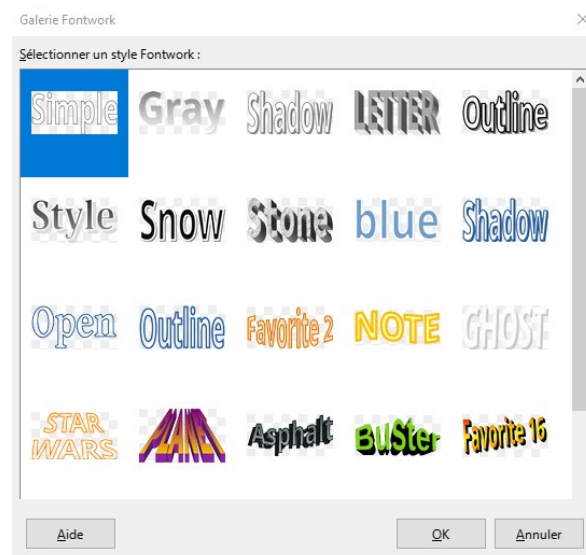 Galerie Fontwork
Sélectionner un style Fontwork :
Simple Gray Shadow LETTER Outline
Style Snow Stone blue Shadow
Open Outline Favorite 2 NOTE GHOST
STAR WARS PLANET Asphalt BUSter Favorite 16
Aide OK Annuler